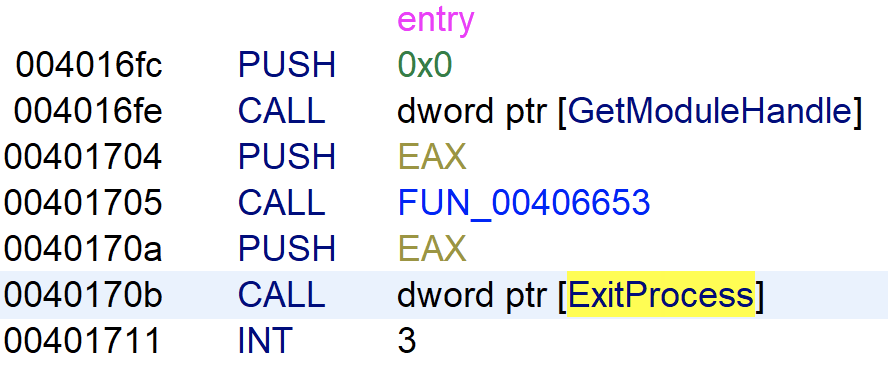 entry
004016fc PUSH 0x0
004016fe CALL dword ptr [GetModuleHandle]
00401704 PUSH EAX
00401705 CALL FUN_00406653
0040170a PUSH EAX
0040170b CALL dword ptr [ExitProcess]
00401711 INT 3